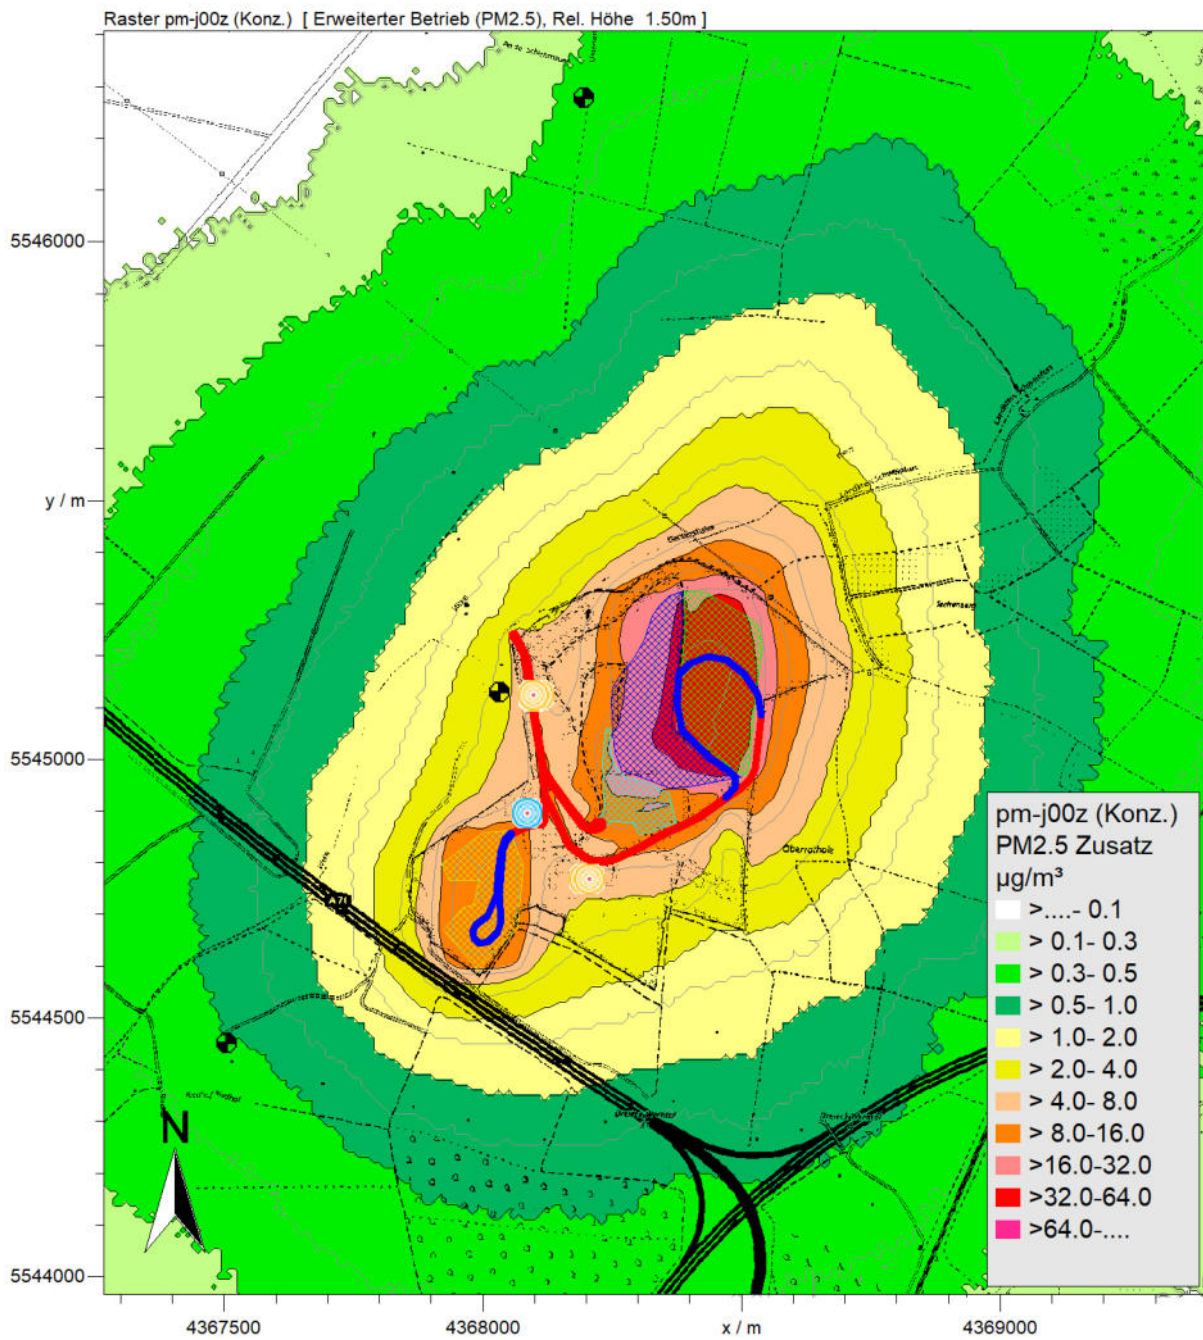 Raster pm-j00z (Konz.) [ Erweiterter Betrieb (PM2.5), Rel. Höhe 1.50m ]
5546000
y / m
5545000
5544500
5544000
4367500
4368000
x / m
4369000
A70
Oberrothole
N
pm-j00z (Konz.)
PM2.5 Zusatz
µg/m³
>....- 0.1
> 0.1- 0.3
> 0.3- 0.5
> 0.5- 1.0
> 1.0- 2.0
> 2.0- 4.0
> 4.0- 8.0
> 8.0-16.0
>16.0-32.0
>32.0-64.0
>64.0-....